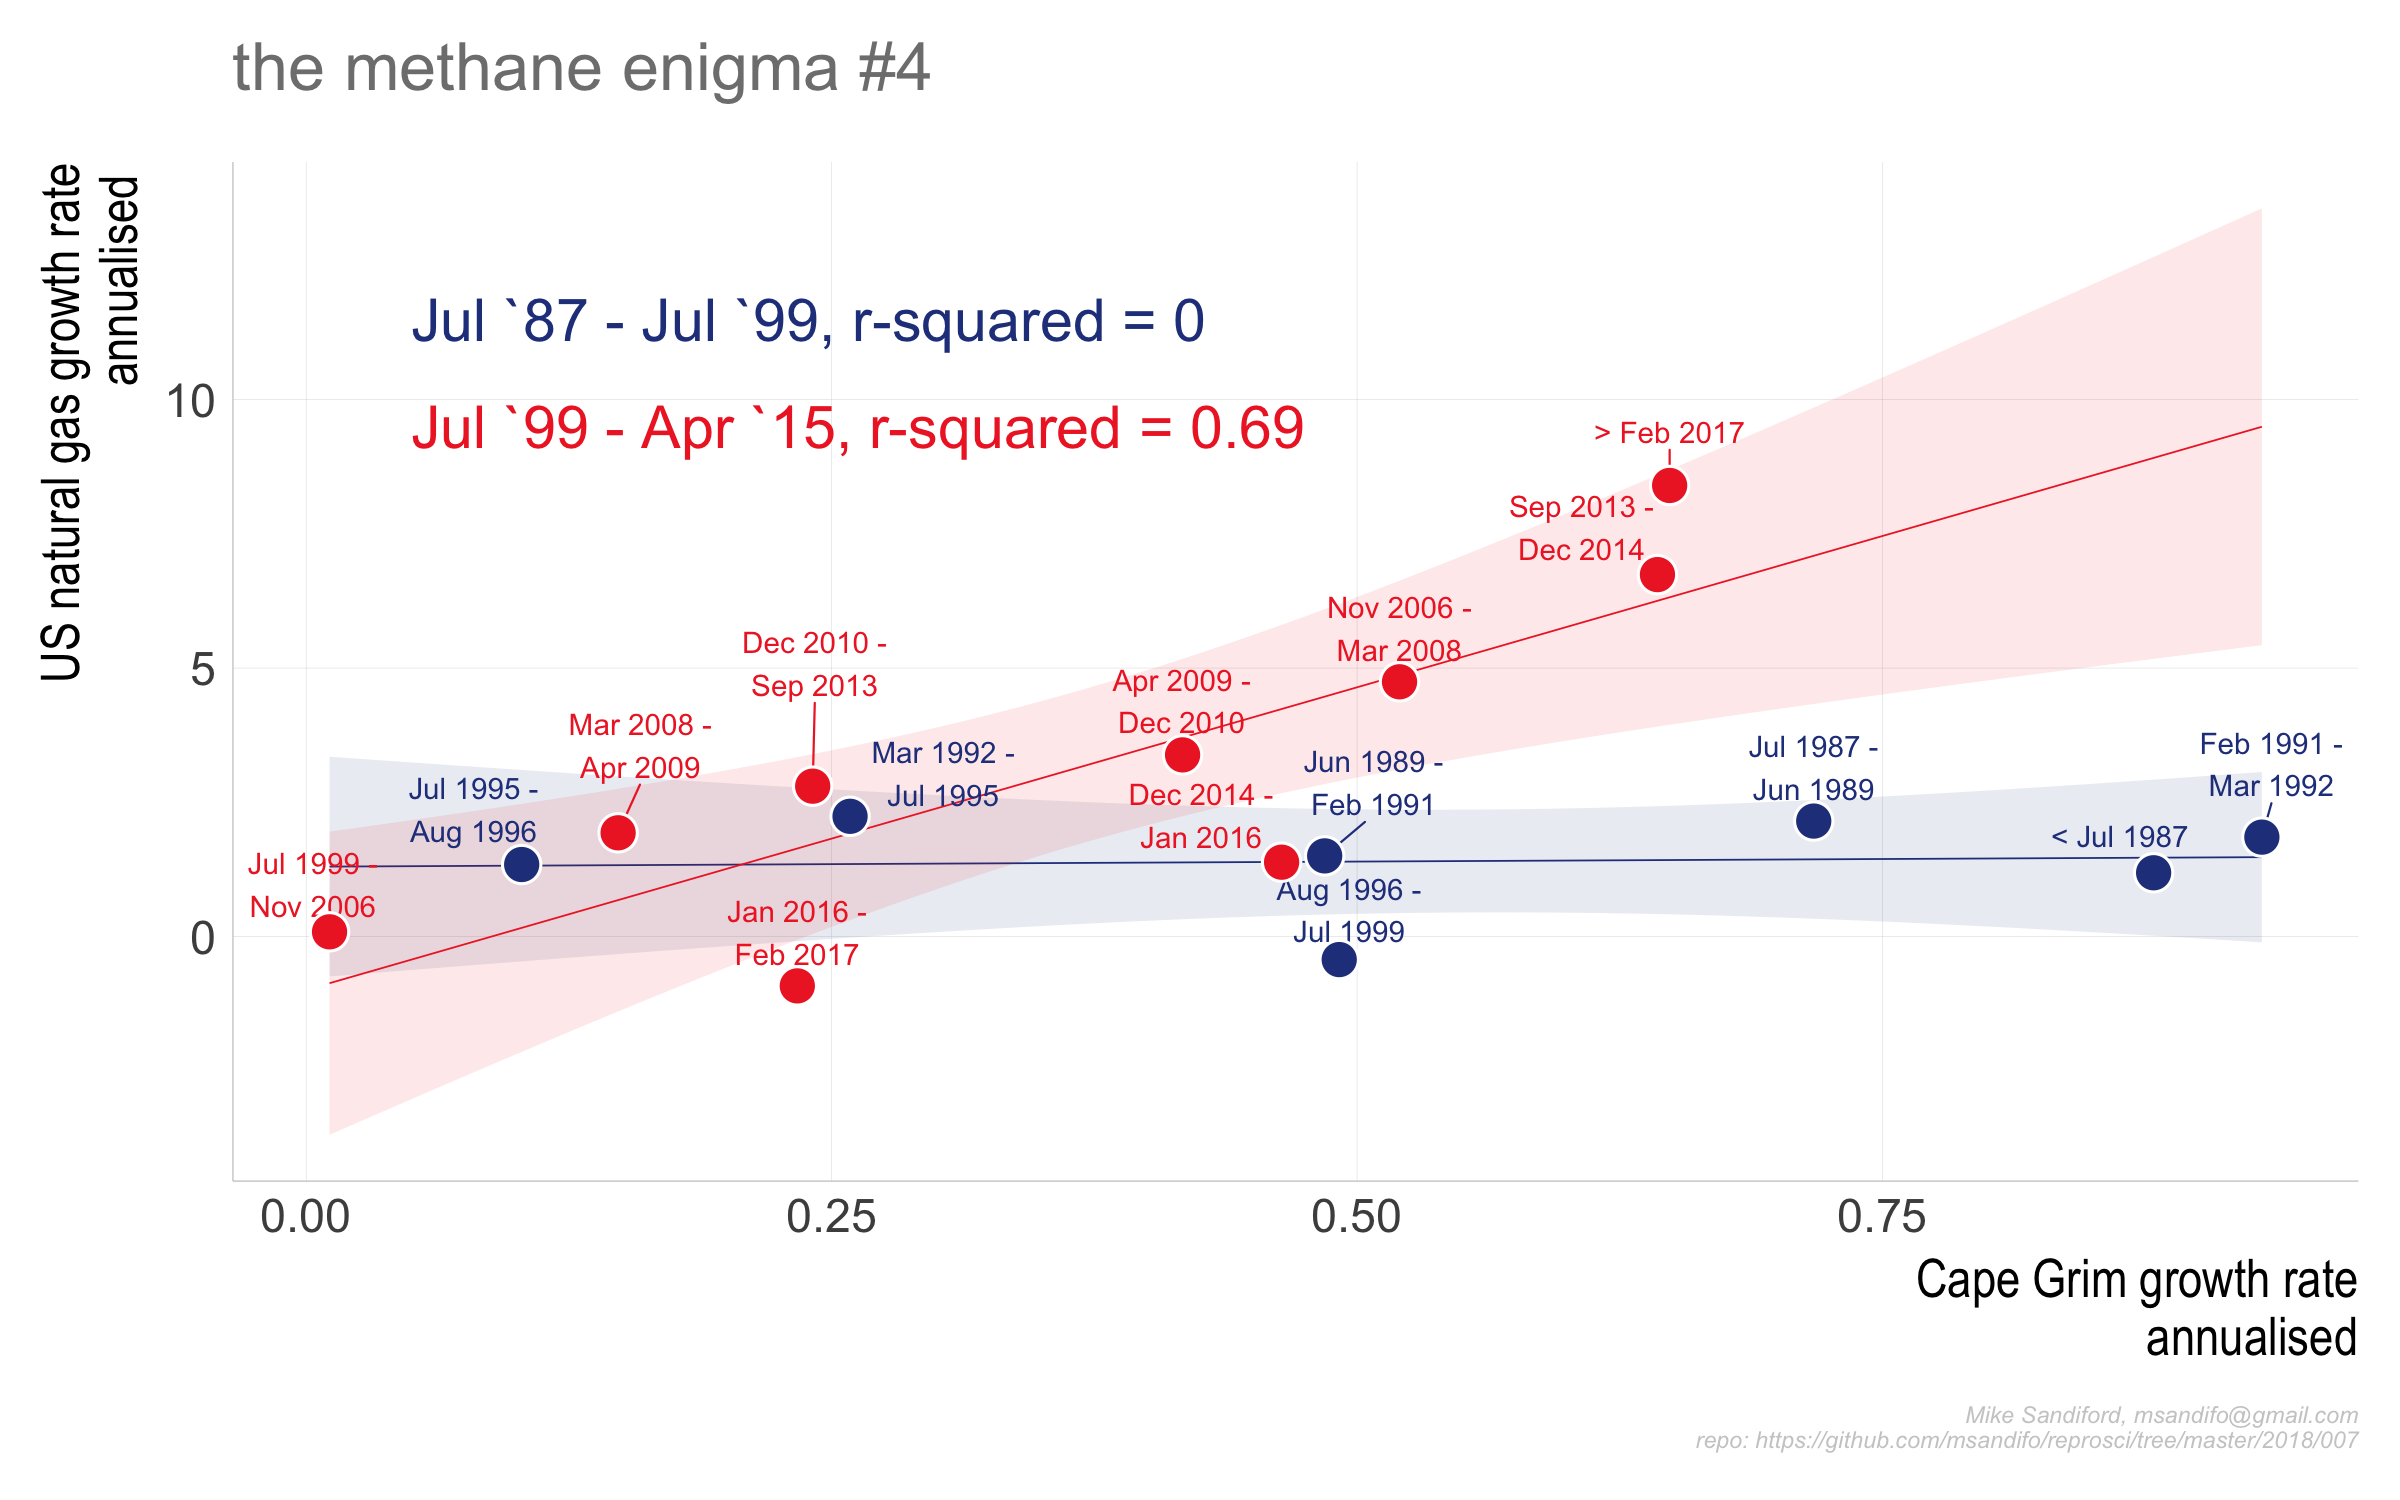 the methane enigma #4
US natural gas growth rate
annualised
Jul `87 - Jul `99, r-squared = 0
Jul `99 - Apr `15, r-squared = 0.69
10
5
0
> Feb 2017
Sep 2013 -
Dec 2014
Nov 2006 -
Mar 2008
Dec 2010 -
Sep 2013
Apr 2009 -
Dec 2010
Mar 2008 -
Apr 2009
Mar 1992 -
Jul 1995
Jun 1989 -
Feb 1991
Jul 1987 -
Jun 1989
Feb 1991 -
Mar 1992
Jul 1995 -
Aug 1996
Dec 2014 -
Jan 2016
< Jul 1987
Jul 1999 -
Nov 2006
Jan 2016 -
Feb 2017
Aug 1996 -
Jul 1999
0.00
0.25
0.50
0.75
Cape Grim growth rate
annualised
Mike Sandiford, msandifo@gmail.com
repo: https://github.com/msandifo/reprosci/tree/master/2018/007